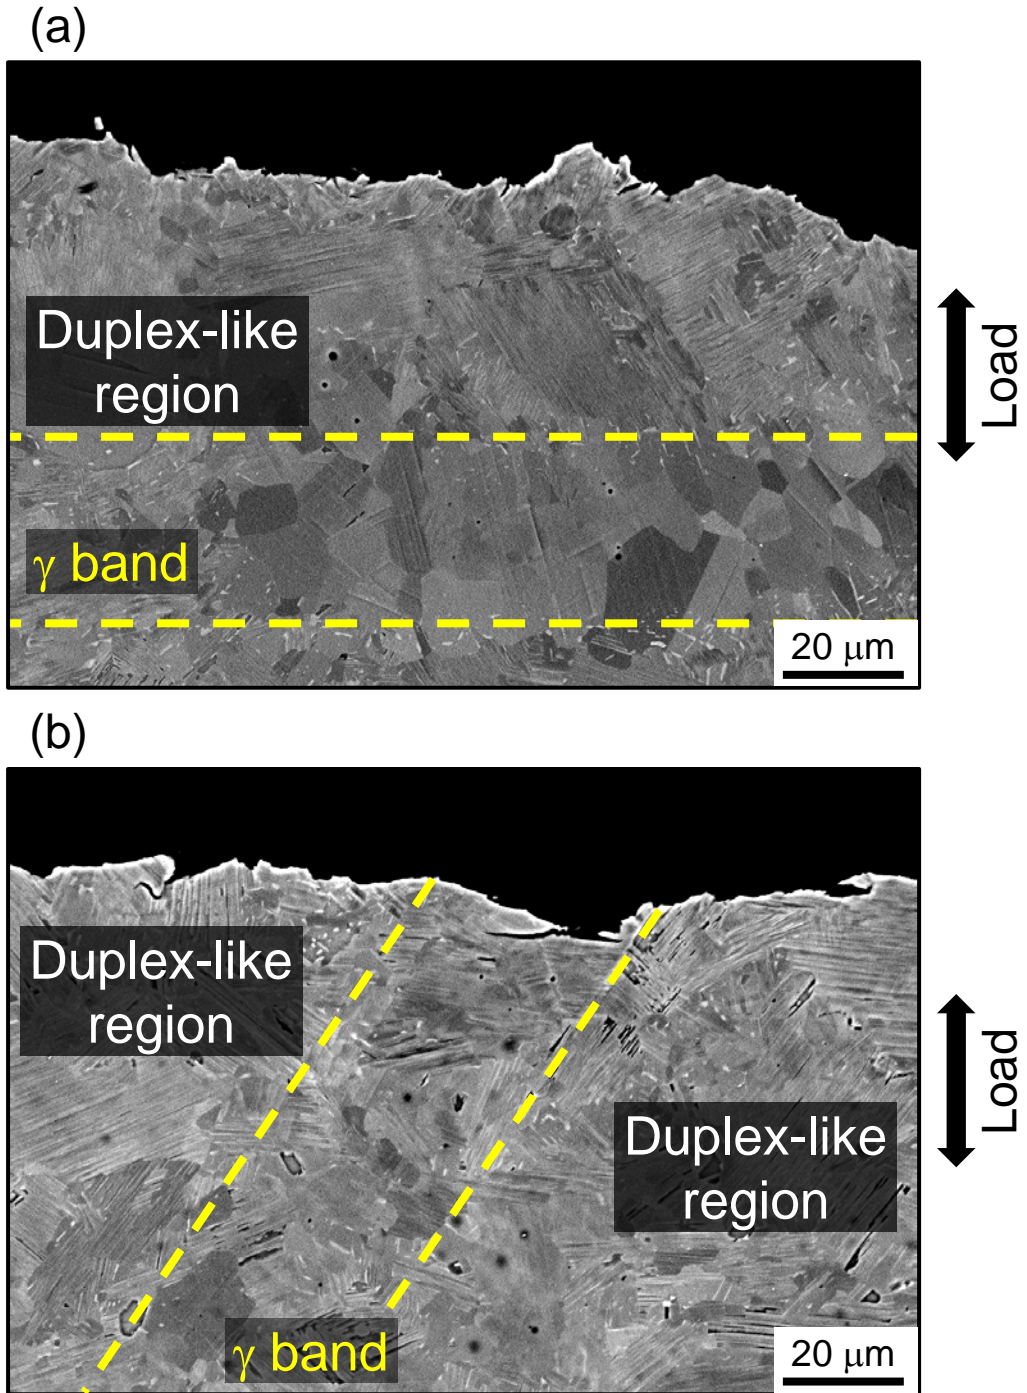 (a)
Duplex-like
region
γ band
Load
20 μm
(b)
Duplex-like
region
Duplex-like
region
Load
γ band
20 μm